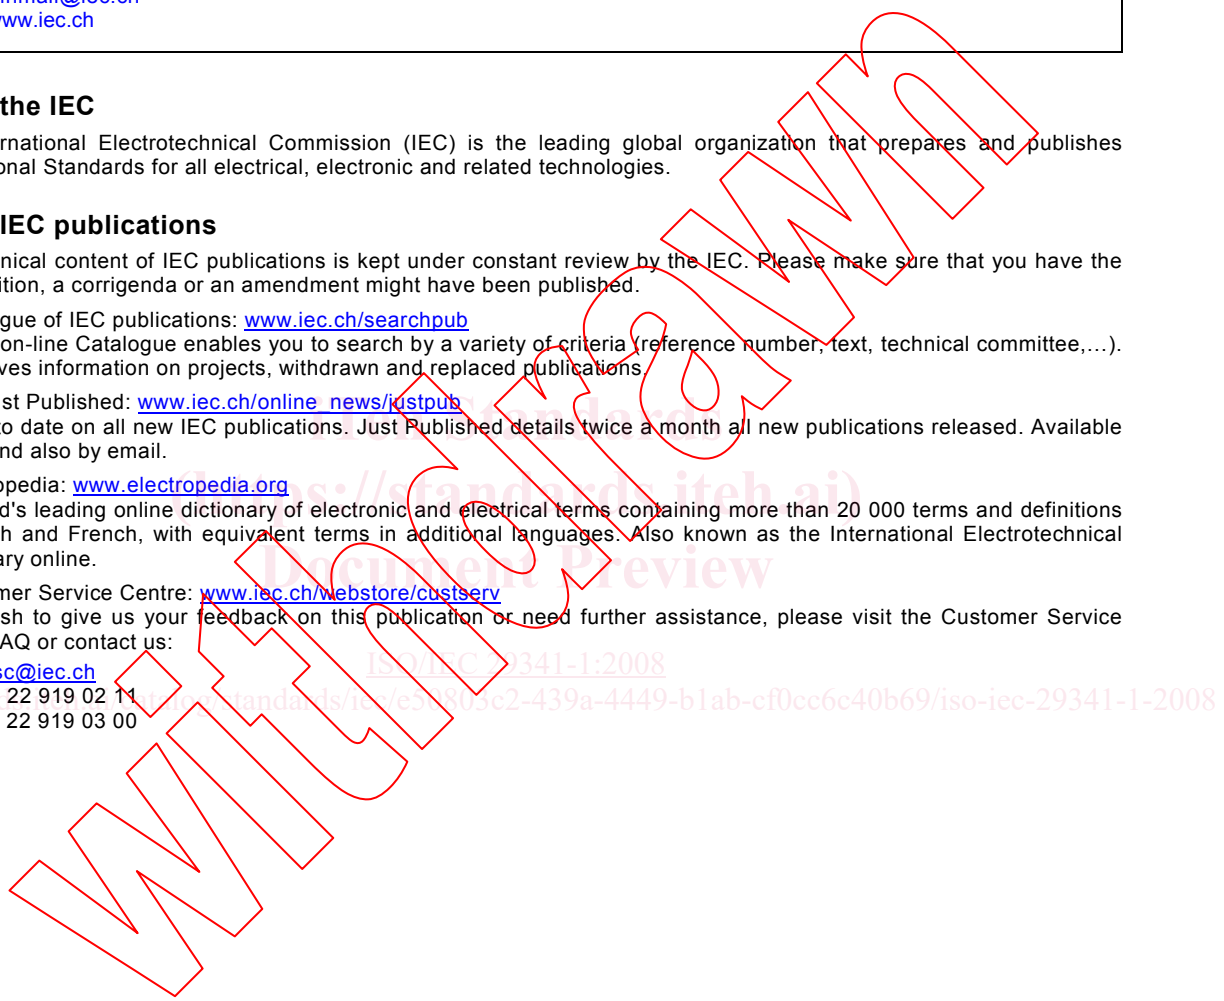 inmail@iec.ch
www.iec.ch
the IEC
rnational Electrotechnical Commission (IEC) is the leading global organization that prepares and publishes
onal Standards for all electrical, electronic and related technologies.
IEC publications
nical content of IEC publications is kept under constant review by the IEC. Please make sure that you have the
ition, a corrigenda or an amendment might have been published.
gue of IEC publications: www.iec.ch/searchpub
on-line Catalogue enables you to search by a variety of criteria (reference number, text, technical committee,…).
ves information on projects, withdrawn and replaced publications.
st Published: www.iec.ch/online_news/justpub
to date on all new IEC publications. Just Published details twice a month all new publications released. Available
nd also by email.
opedia: www.electropedia.org
d's leading online dictionary of electronic and electrical terms containing more than 20 000 terms and definitions
h and French, with equivalent terms in additional languages. Also known as the International Electrotechnical
ary online.
mer Service Centre: www.iec.ch/webstore/custserv
sh to give us your feedback on this publication or need further assistance, please visit the Customer Service
AQ or contact us:
sc@iec.ch
22 919 02 11
22 919 03 00
iTeh Standards
(https://standards.iteh.ai)
Document Preview
ISO/IEC 29341-1:2008
/catalog/standards/iec/e50803c2-439a-4449-b1ab-cf0cc6c40b69/iso-iec-29341-1-2008
withdrawn